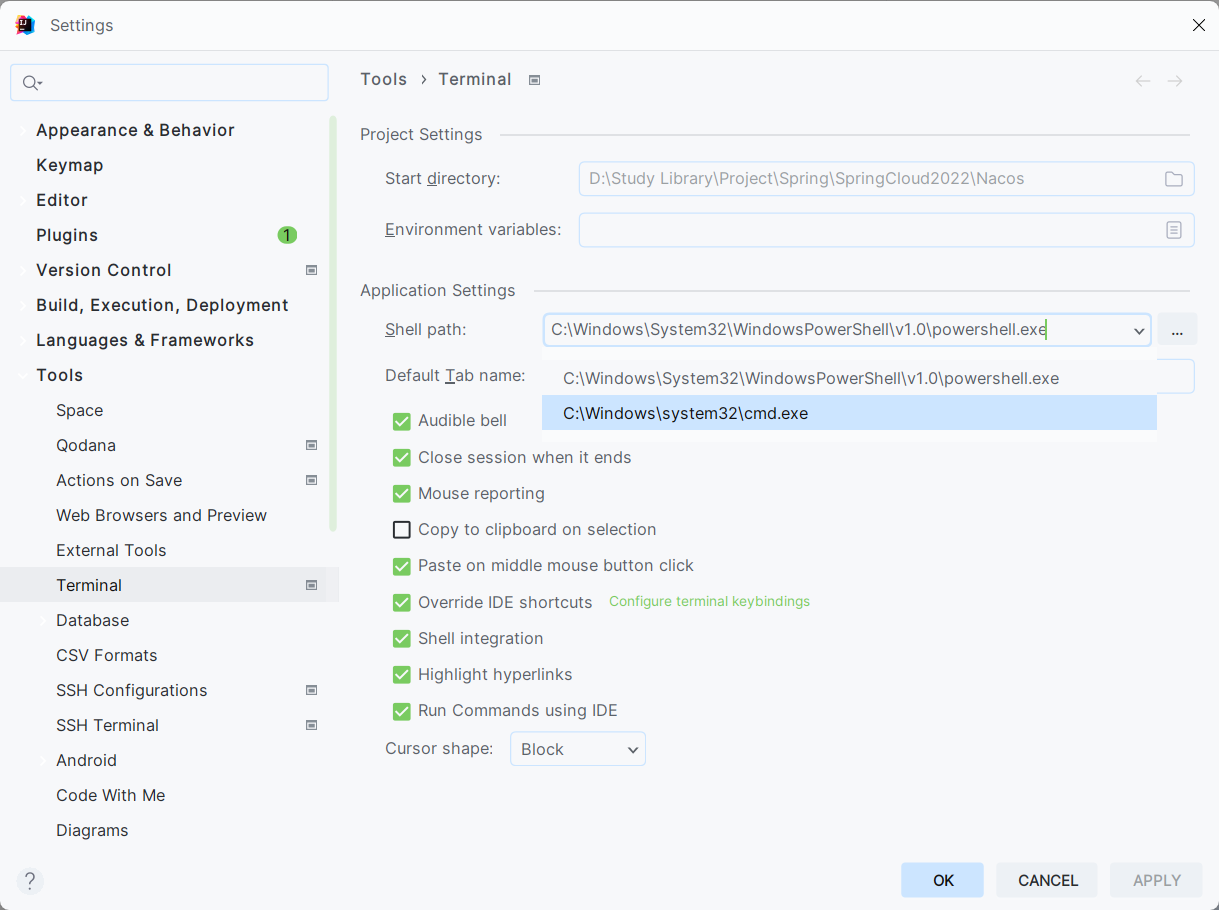 Settings
Tools › Terminal
Appearance & Behavior
Keymap
Editor
Plugins 1
Version Control
Build, Execution, Deployment
Languages & Frameworks
Tools
Space
Qodana
Actions on Save
Web Browsers and Preview
External Tools
Terminal
Database
CSV Formats
SSH Configurations
SSH Terminal
Android
Code With Me
Diagrams
Project Settings
Start directory: D:\Study Library\Project\Spring\SpringCloud2022\Nacos
Environment variables:
Application Settings
Shell path: C:\Windows\System32\WindowsPowerShell\v1.0\powershell.exe ...
Default Tab name:
C:\Windows\System32\WindowsPowerShell\v1.0\powershell.exe
C:\Windows\system32\cmd.exe
Audible bell
Close session when it ends
Mouse reporting
Copy to clipboard on selection
Paste on middle mouse button click
Override IDE shortcuts Configure terminal keybindings
Shell integration
Highlight hyperlinks
Run Commands using IDE
Cursor shape: Block
? OK CANCEL APPLY